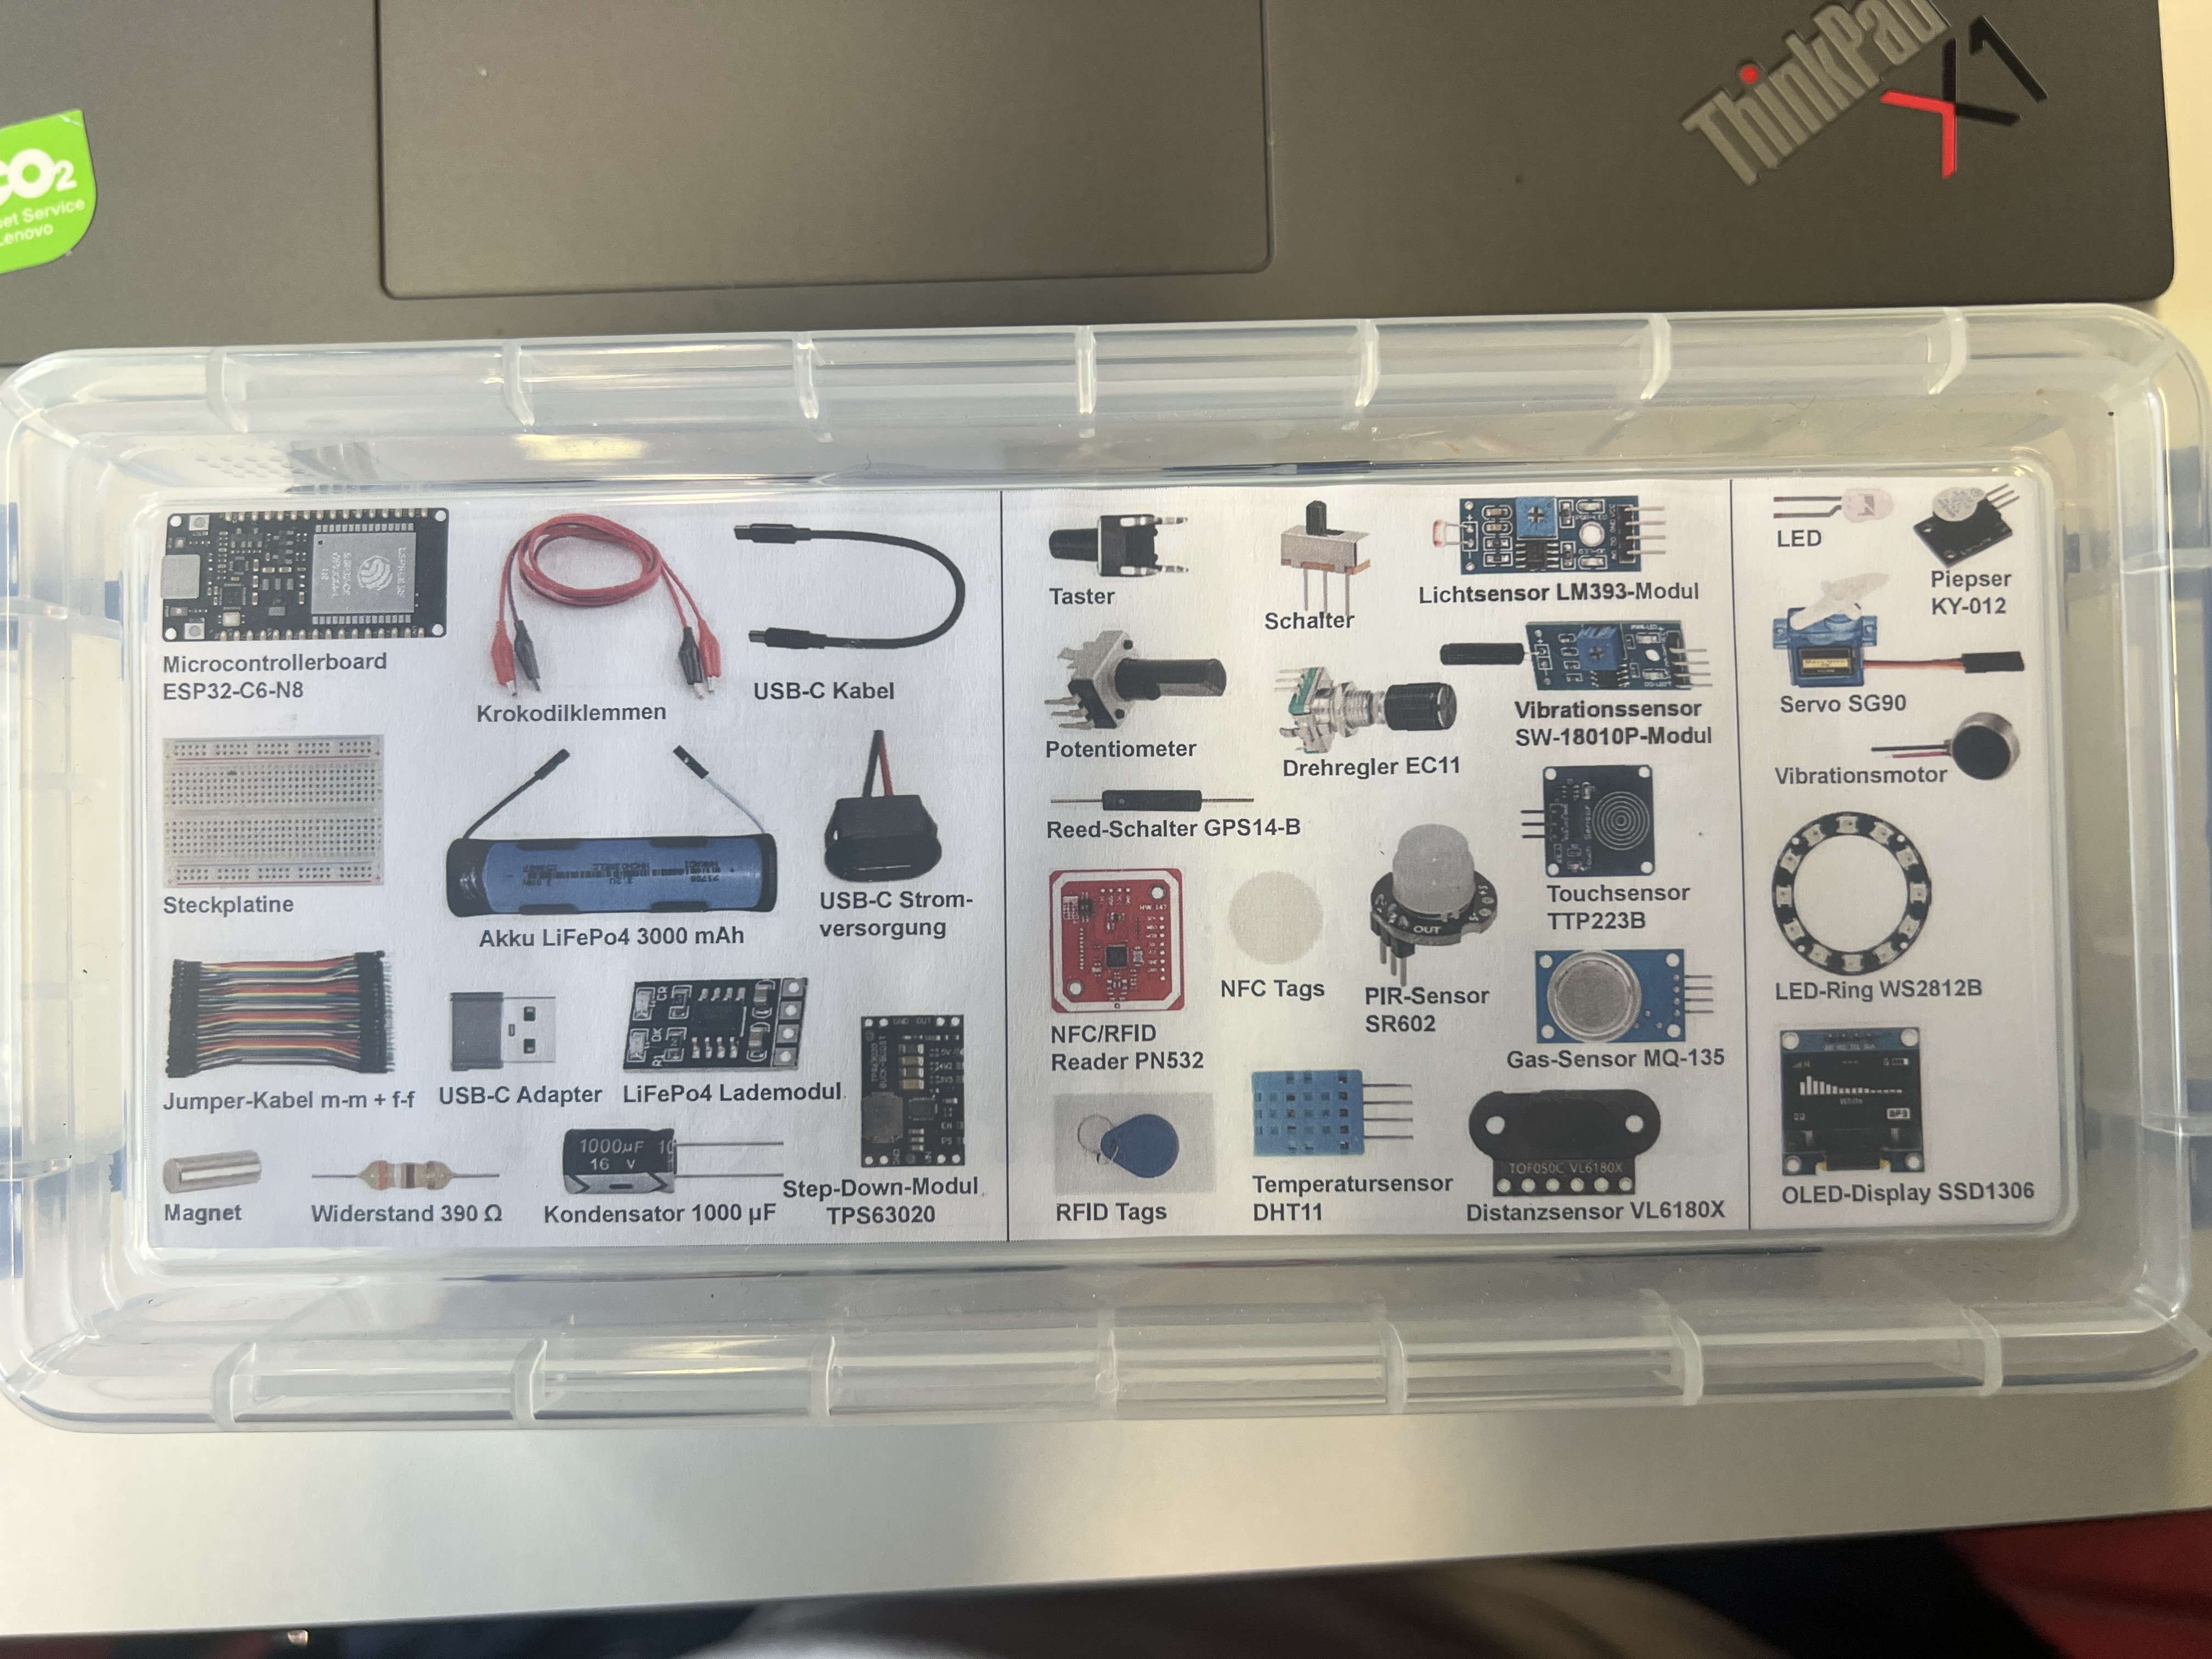 ThinkPad
X1
CO2
Lenovo
Microcontrollerboard
ESP32-C6-N8
Krokodilklemmen
USB-C Kabel
Steckplatine
Akku LiFePo4 3000 mAh
USB-C Strom-
versorgung
Jumper-Kabel m-m + f-f
USB-C Adapter
LiFePo4 Lademodul
1000µF
16 V
Magnet
Widerstand 390 Ω
Kondensator 1000 µF
Step-Down-Modul
TPS63020
Taster
Schalter
Lichtsensor LM393-Modul
Potentiometer
Drehregler EC11
Vibrationssensor
SW-18010P-Modul
Reed-Schalter GPS14-B
Touchsensor
TTP223B
NFC/RFID
Reader PN532
NFC Tags
OUT
PIR-Sensor
SR602
Gas-Sensor MQ-135
RFID Tags
Temperatursensor
DHT11
TOF050C VL6180X
Distanzsensor VL6180X
LED
Piepser
KY-012
Servo SG90
Vibrationsmotor
LED-Ring WS2812B
OLED-Display SSD1306